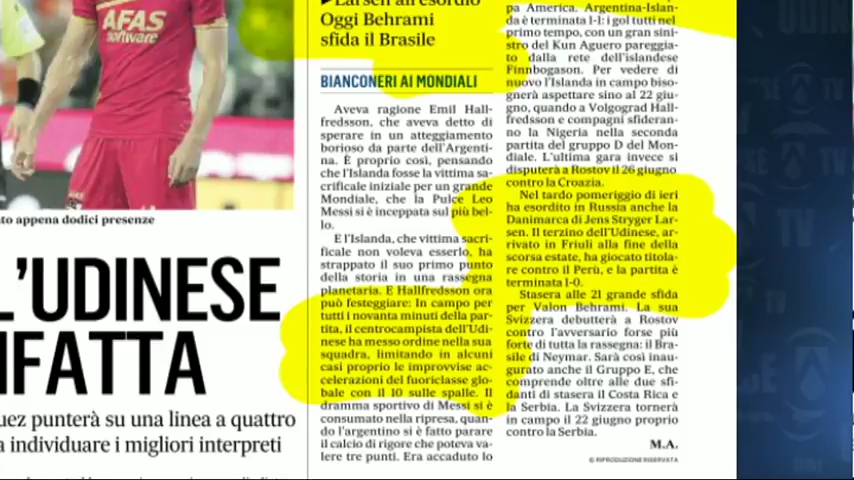 AFAS
software
to appena dodici presenze
L'UDINESE
IFATTA
uez punterà su una linea a quattro
a individuare i migliori interpreti
Larsen all'esordio
Oggi Behrami
sfida il Brasile
BIANCONERI AI MONDIALI
Aveva ragione Emil Hall-
fredsson, che aveva detto di
sperare in un atteggiamento
borioso da parte dell'Argenti-
na. È proprio così, pensando
che l'Islanda fosse la vittima sa-
crificale iniziale per un grande
Mondiale, che la Pulce Leo
Messi si è inceppata sul più bel-
lo.
E l'Islanda, che vittima sacri-
ficale non voleva esserlo, ha
strappato il suo primo punto
della storia in una rassegna
planetaria. E Hallfredsson ora
può festeggiare: In campo per
tutti i novanta minuti della par-
tita, il centrocampista dell'Udi-
nese ha messo ordine nella sua
squadra, limitando in alcuni
casi proprio le improvvise ac-
celerazioni del fuoriclasse glo-
bale con il 10 sulle spalle. Il
dramma sportivo di Messi si è
consumato nella ripresa, quan-
do l'argentino si è fatto parare
il calcio di rigore che poteva va-
lere tre punti. Era accaduto lo
pa America. Argentina-Islan-
da è terminata 1-1: i gol tutti nel
primo tempo, con un gran sini-
stro del Kun Aguero pareggia-
to dalla rete dell'islandese
Finnbogason. Per vedere di
nuovo l'Islanda in campo biso-
gnerà aspettare sino al 22 giu-
gno, quando a Volgograd Hall-
fredsson e compagni sfideran-
no la Nigeria nella seconda
partita del gruppo D del Mon-
diale. L'ultima gara invece si
disputerà a Rostov il 26 giugno
contro la Croazia.
Nel tardo pomeriggio di ieri
ha esordito in Russia anche la
Danimarca di Jens Stryger Lar-
sen. Il terzino dell'Udinese, ar-
rivato in Friuli alla fine della
scorsa estate, ha giocato titola-
re contro il Perù, e la partita è
terminata 1-0.
Stasera alle 21 grande sfida
per Valon Behrami. La sua
Svizzera debutterà a Rostov
contro l'avversario forse più
forte di tutta la rassegna: il Bra-
sile di Neymar. Sarà così inau-
gurato anche il Gruppo E, che
comprende oltre alle due sfi-
danti di stasera il Costa Rica e
la Serbia. La Svizzera tornerà
in campo il 22 giugno proprio
contro la Serbia.
M.A.
© RIPRODUZIONE RISERVATA
TV